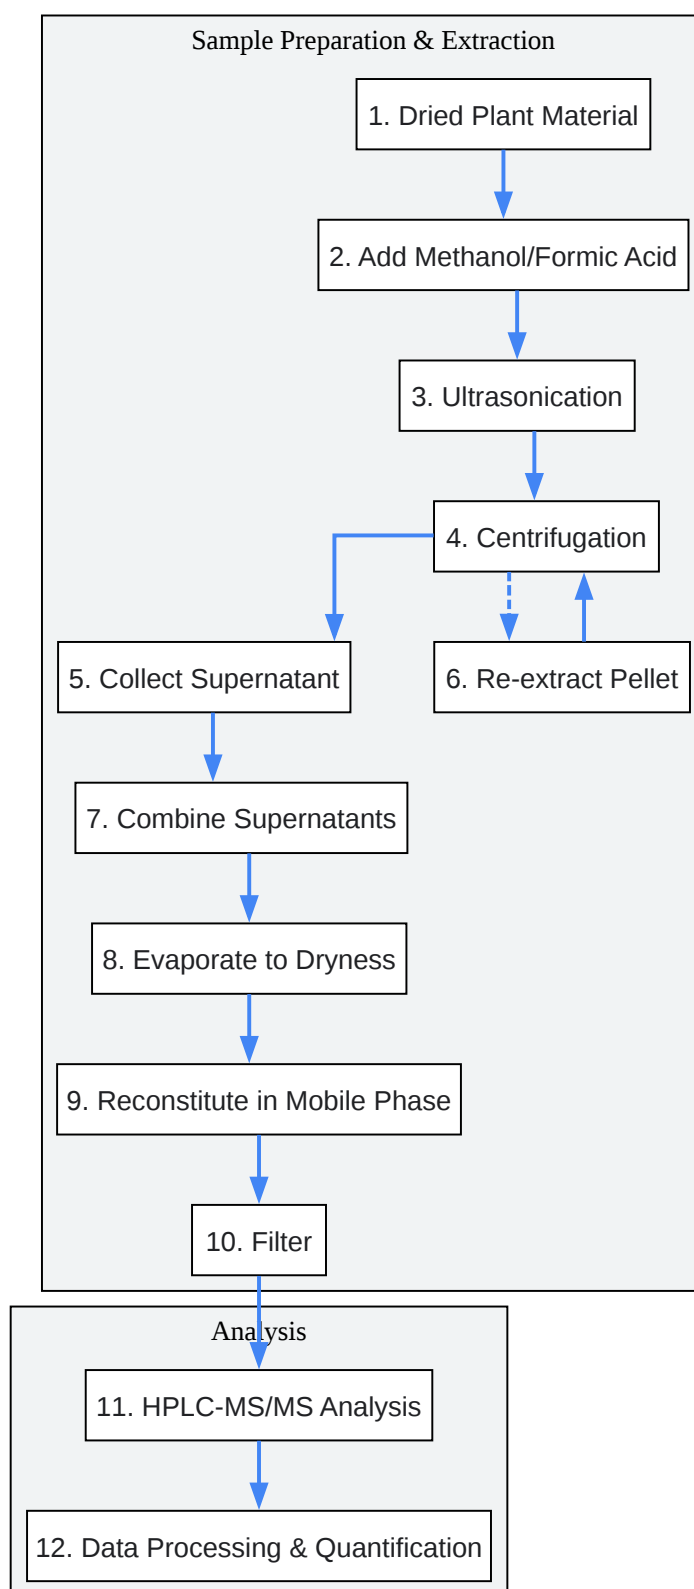 Sample Preparation & Extraction
1. Dried Plant Material
2. Add Methanol/Formic Acid
3. Ultrasonication
4. Centrifugation
5. Collect Supernatant
6. Re-extract Pellet
7. Combine Supernatants
8. Evaporate to Dryness
9. Reconstitute in Mobile Phase
10. Filter
Analysis
11. HPLC-MS/MS Analysis
12. Data Processing & Quantification